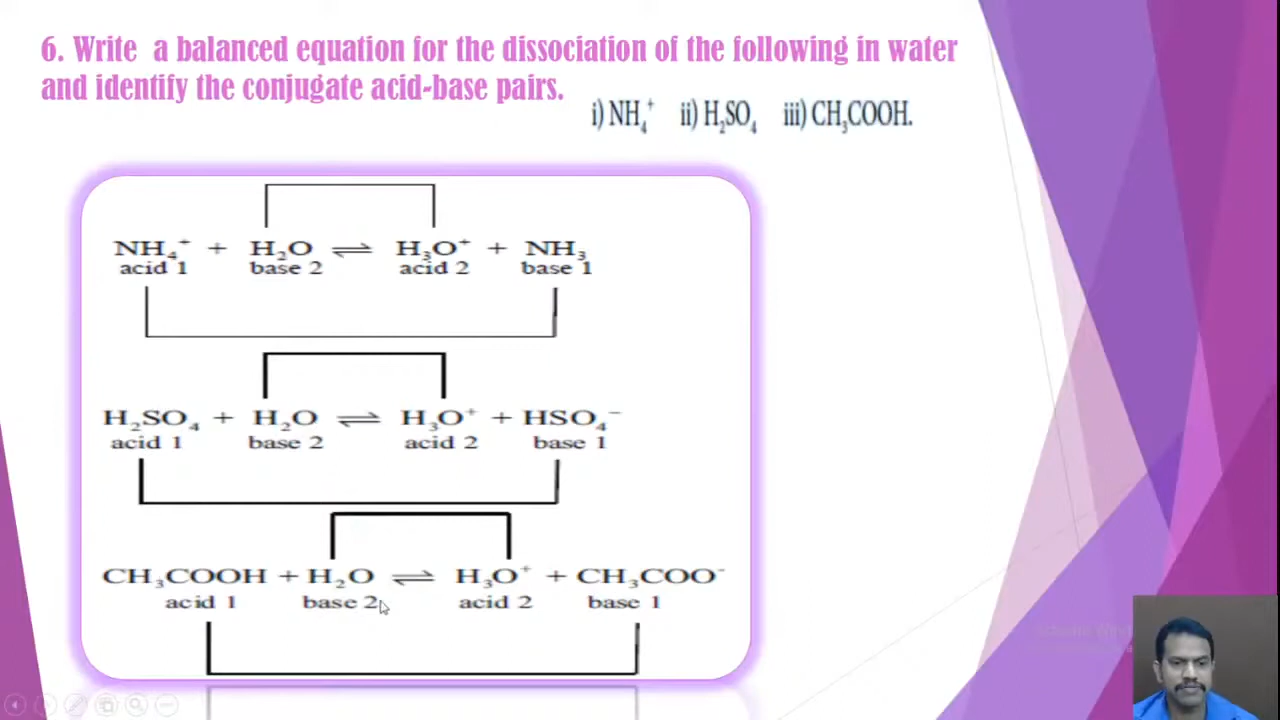 6. Write a balanced equation for the dissociation of the following in water
and identify the conjugate acid-base pairs.
i) NH₄⁺ ii) H₂SO₄ iii) CH₃COOH.
NH₄⁺ + H₂O ⇌ H₃O⁺ + NH₃
acid 1 base 2 acid 2 base 1
H₂SO₄ + H₂O ⇌ H₃O⁺ + HSO₄⁻
acid 1 base 2 acid 2 base 1
CH₃COOH + H₂O ⇌ H₃O⁺ + CH₃COO⁻
acid 1 base 2 acid 2 base 1